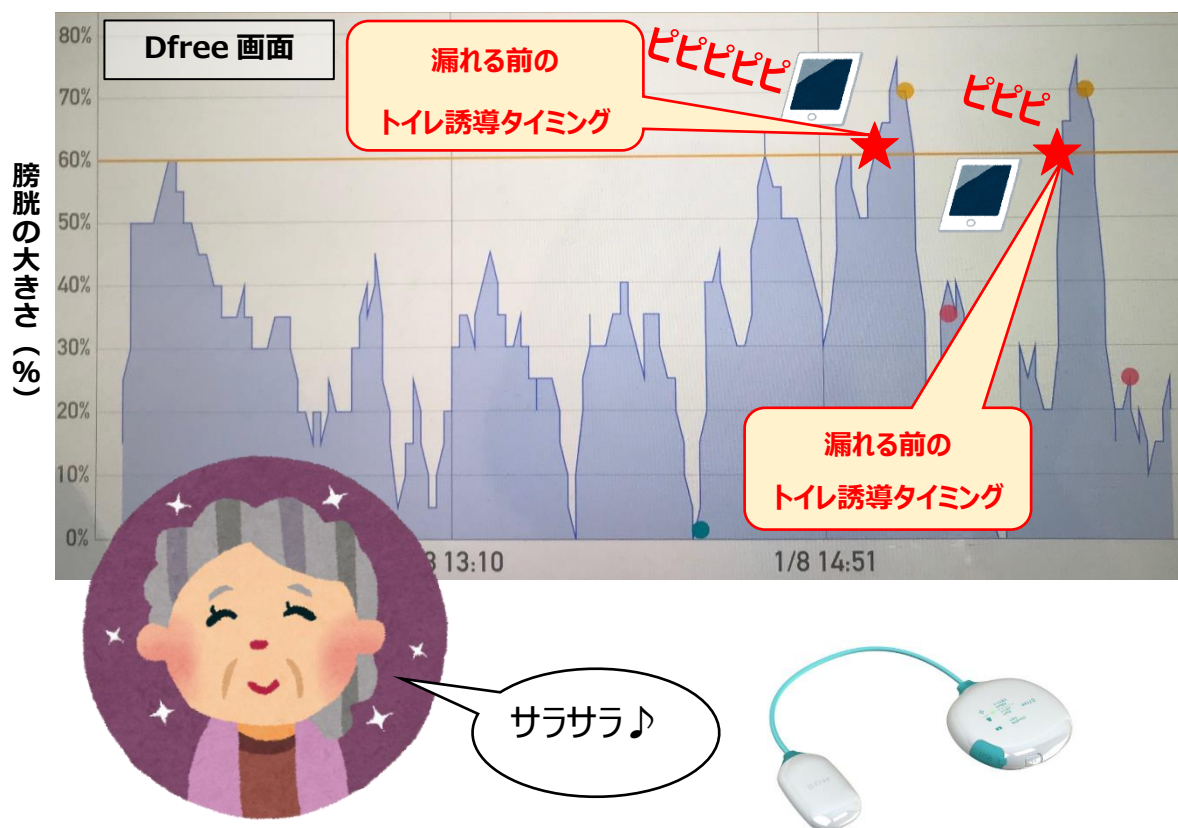 80%
Dfree 画面
漏れる前の
トイレ誘導タイミング
ピピピピピ
ピピピ
70%
60%
50%
40%
30%
20%
10%
0%
膀胱の大きさ(%)
漏れる前の
トイレ誘導タイミング
8 13:10
1/8 14:51
サラサラ♪